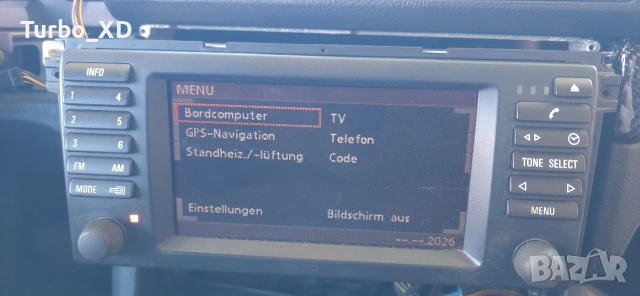 Turbo_XD
INFO
1 4
2 5
3 6
FM AM
MODE
MENU
Bordcomputer
GPS-Navigation
Standheiz./-lüftung
TV
Telefon
Code
Einstellungen
Bildschirm aus
--.--.2026
TONE SELECT
MENU
bazar